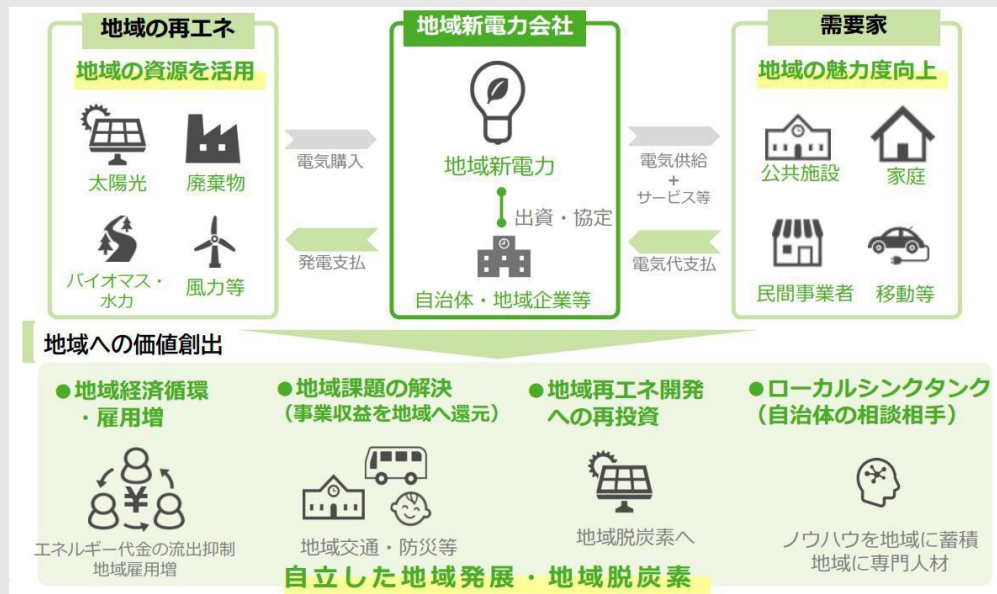 地域の再エネ
地域の資源を活用
太陽光
廃棄物
バイオマス・
水力
風力等
電気購入
発電支払
地域新電力会社
地域新電力
出資・協定
自治体・地域企業等
電気供給
+
サービス等
電気代支払
需要家
地域の魅力度向上
公共施設
家庭
民間事業者
移動等
地域への価値創出
●地域経済循環
・雇用増
¥
エネルギー代金の流出抑制
地域雇用増
●地域課題の解決
(事業収益を地域へ還元)
地域交通・防災等
●地域再エネ開発
への再投資
地域脱炭素へ
●ローカルシンクタンク
(自治体の相談相手)
ノウハウを地域に蓄積
地域に専門人材
自立した地域発展・地域脱炭素